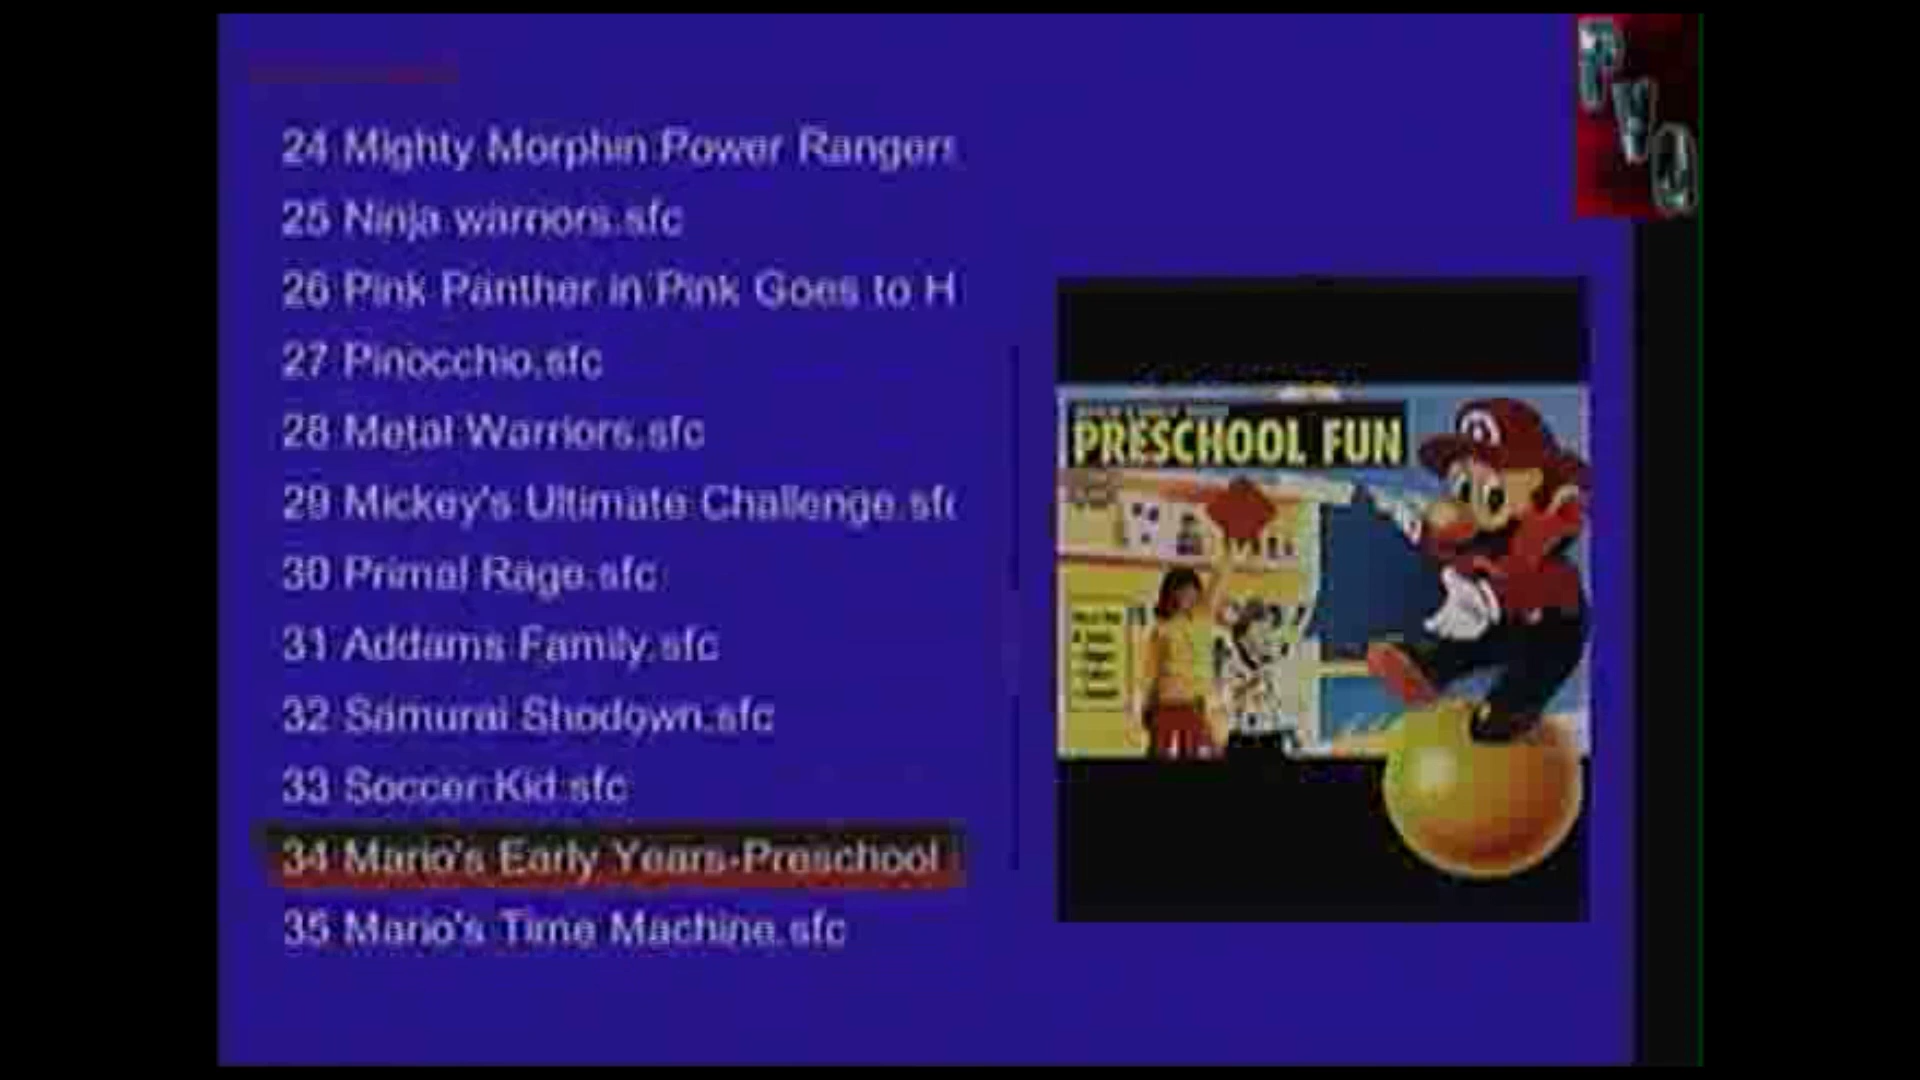 PVO
24 Mighty Morphin Power Rangers
25 Ninja warriors.sfc
26 Pink Panther in Pink Goes to H
27 Pinocchio.sfc
28 Metal Warriors.sfc
29 Mickey's Ultimate Challenge.sfc
30 Primal Rage.sfc
31 Addams Family.sfc
32 Samurai Shodown.sfc
33 Soccer Kid.sfc
34 Mario's Early Years-Preschool
35 Mario's Time Machine.sfc
PRESCHOOL FUN